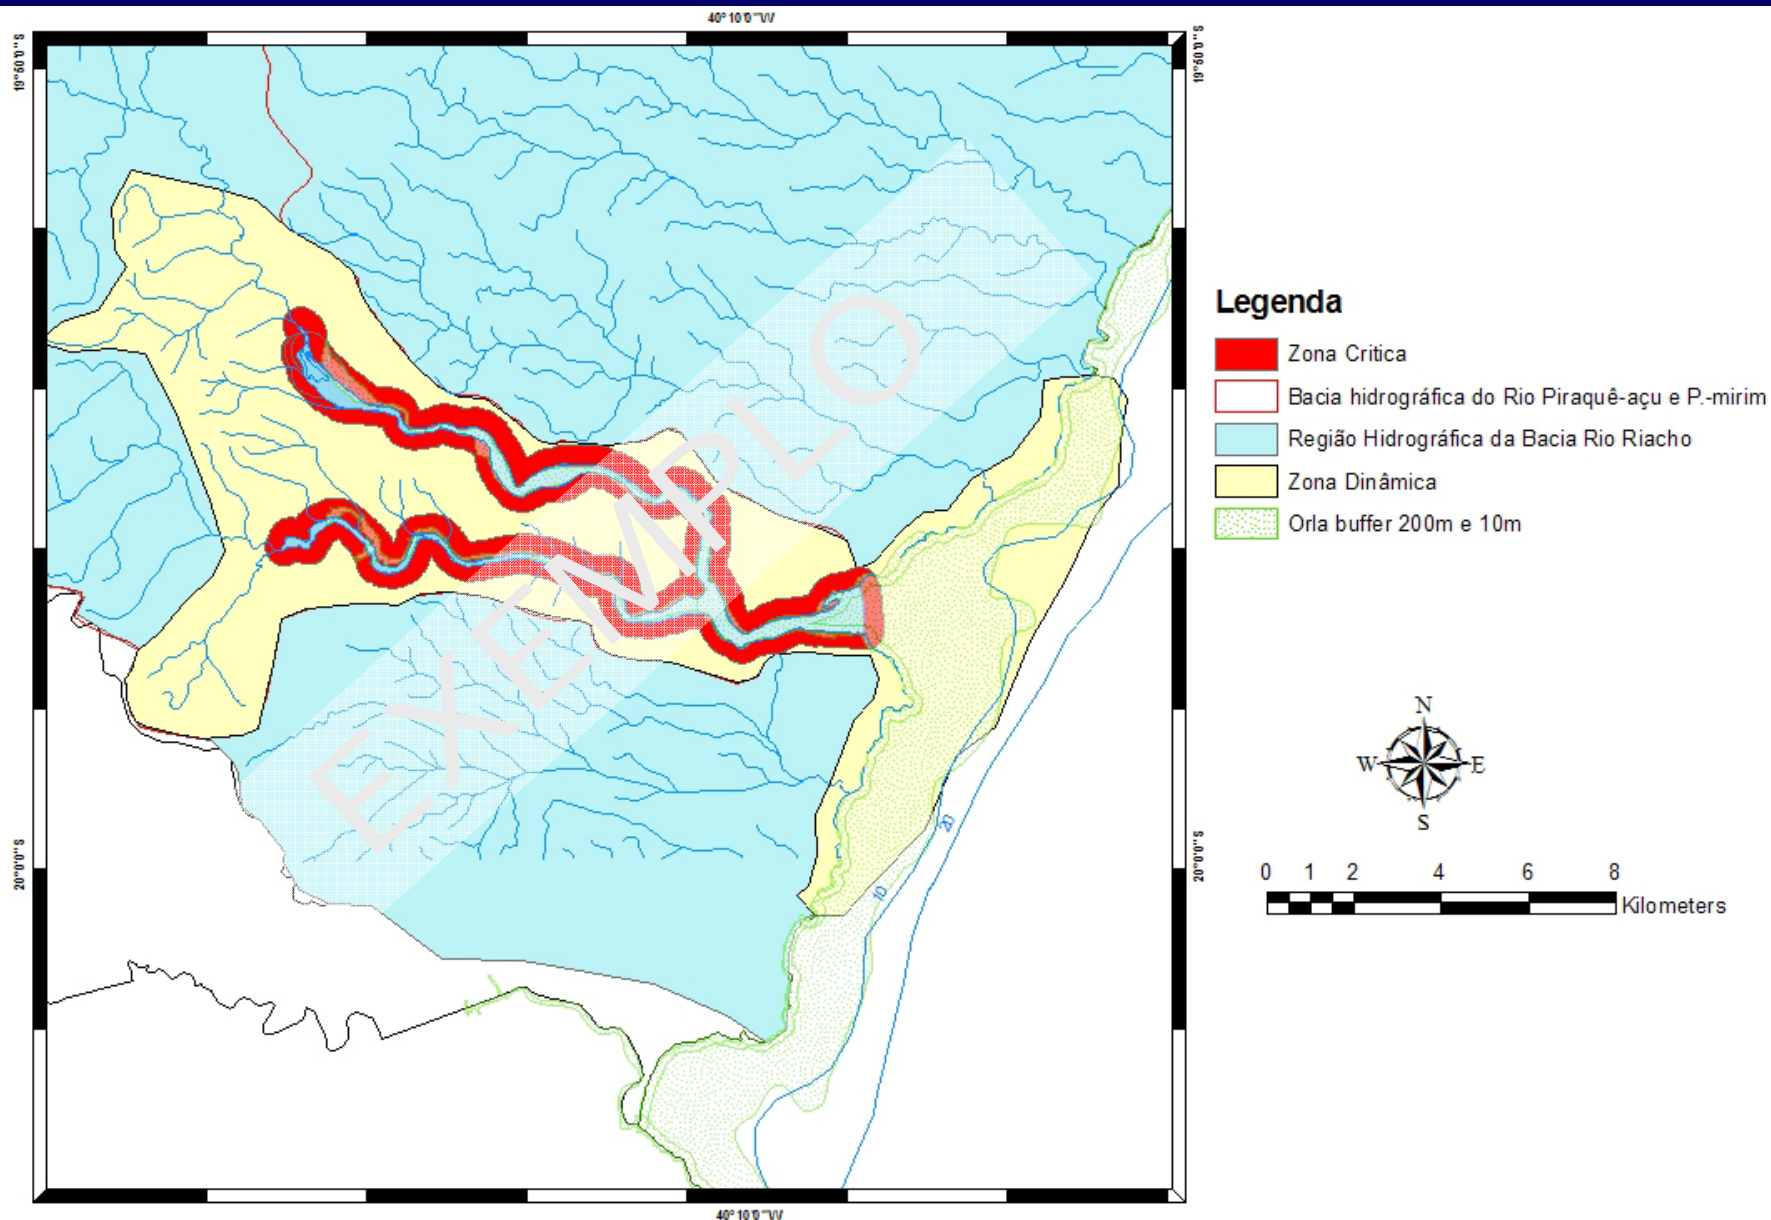 40°10'0"W
19°50'0"S
19°50'0"S
Legenda
Zona Critica
Bacia hidrográfica do Rio Piraquê-açu e P.-mirim
Região Hidrográfica da Bacia Rio Riacho
Zona Dinâmica
Orla buffer 200m e 10m
EXEMPLO
N
W E
S
20
10
20°0'0"S
20°0'0"S
0 1 2 4 6 8
Kilometers
40°10'0"W